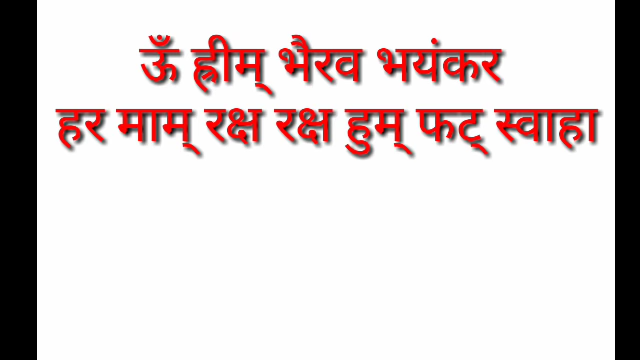 ऊँ ह्रीम् भैरव भयंकर
हर माम् रक्ष रक्ष हुम् फट् स्वाहा